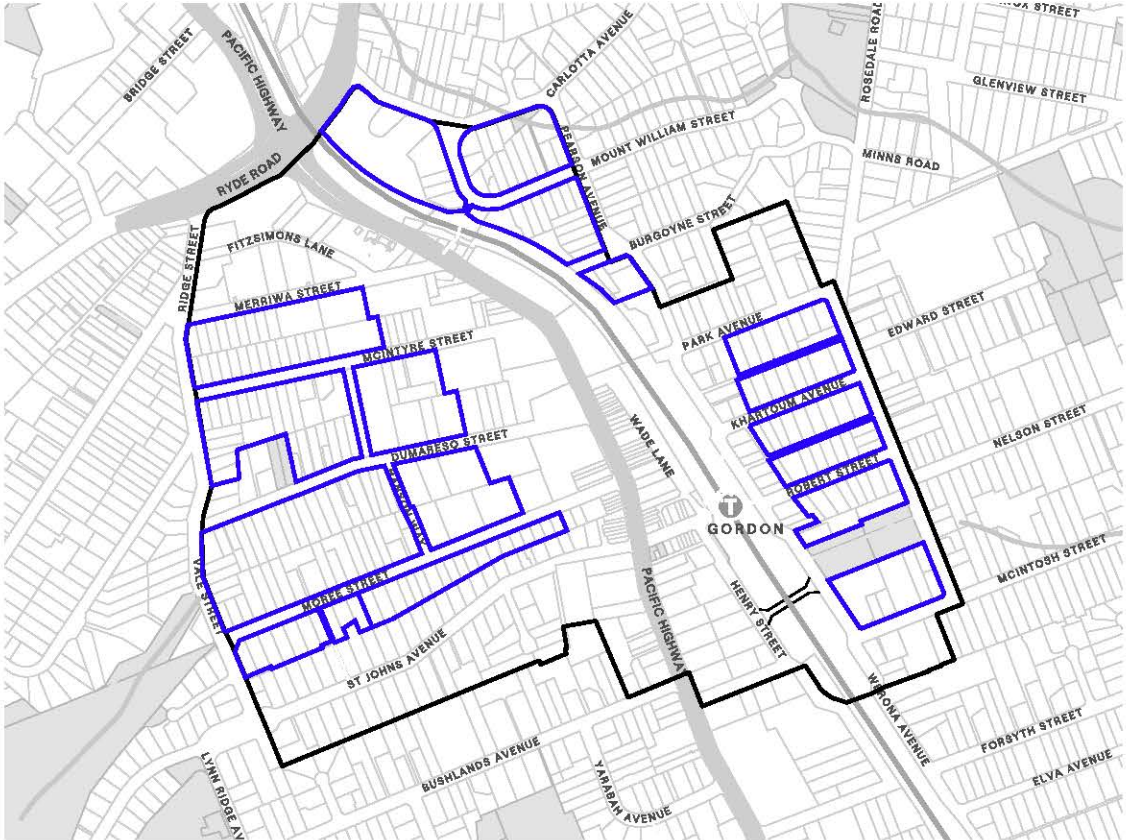 NOX STREET
CARLOTTA AVENUE
ROSEDALE ROAD
BRIDGE STREET
PACIFIC HIGHWAY
GLENVIEW STREET
PEARSON AVENUE
MOUNT WILLIAM STREET
MINNS ROAD
RYDE ROAD
BURGOYNE STREET
FITZSIMONS LANE
RIDGE STREET
MERRIWA STREET
PARK AVENUE
EDWARD STREET
MCINTYRE STREET
KHARTOUM AVENUE
WADE LANE
NELSON STREET
DUMARESQ STREET
ROBERT STREET
T
GORDON
MCINTOSH STREET
VALE STREET
MOREE STREET
PACIFIC HIGHWAY
HENRY STREET
ST JOHNS AVENUE
WERONA AVENUE
FORSYTH STREET
LYNN RIDGE AV
BUSHLANDS AVENUE
YARABAH AVENUE
ELVA AVENUE